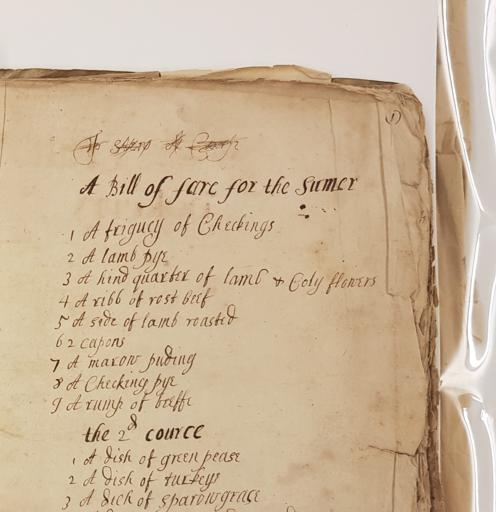 A Bill of fare for the Sumer
1 A friguey of Checkings
2 A lamb pye
3 A hind quarter of lamb & Coly flowers
4 A ribb of rost beef
5 A side of lamb roasted
6 2 capons
7 A marow puding
8 A Checking pye
9 A rump of beffe
the 2d cource
1 A dish of green pease
2 A dish of turkeys
3 A dich of sparowgrace